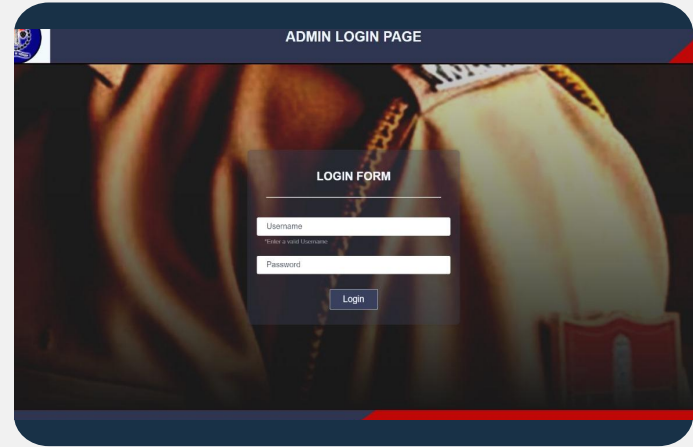 ADMIN LOGIN PAGE
LOGIN FORM
Username
*Enter a valid Username
Password
Login